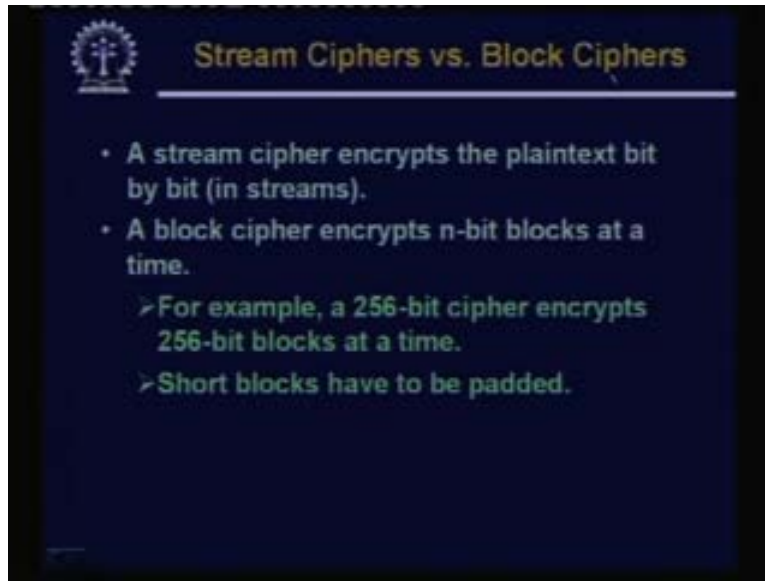 Stream Ciphers vs. Block Ciphers
• A stream cipher encrypts the plaintext bit
by bit (in streams).
• A block cipher encrypts n-bit blocks at a
time.
➢For example, a 256-bit cipher encrypts
256-bit blocks at a time.
➢Short blocks have to be padded.